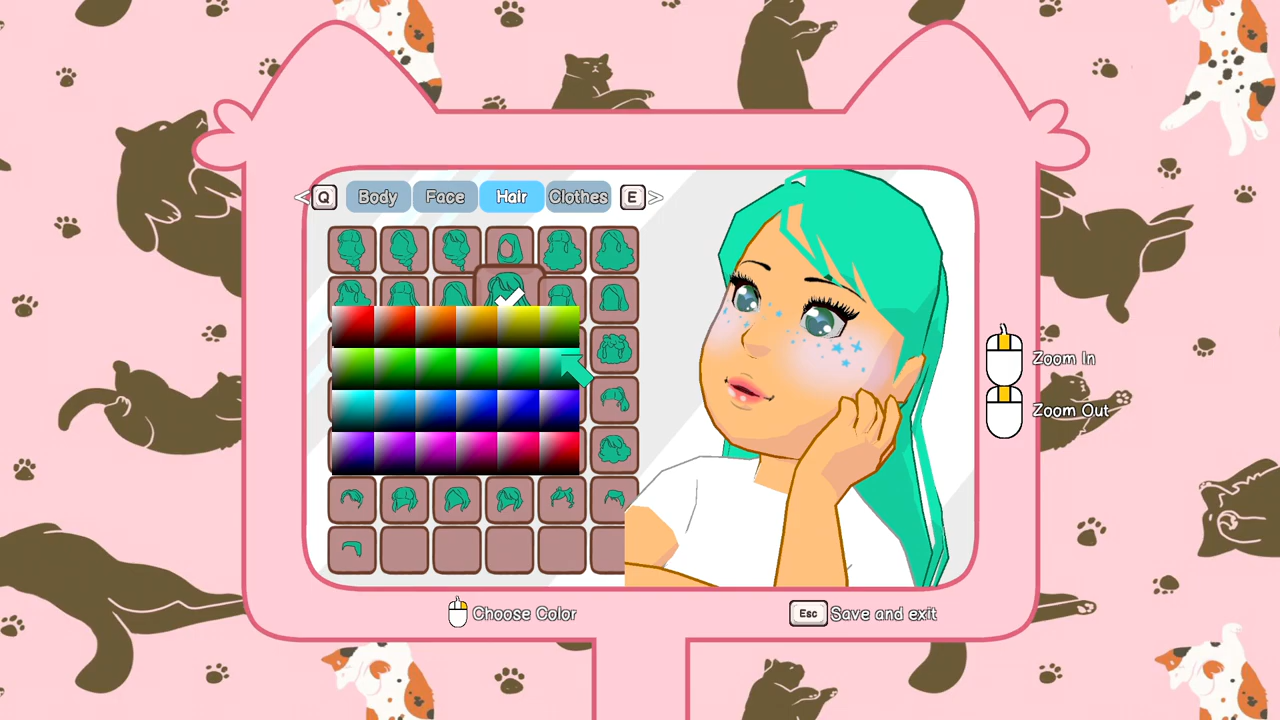 Q Body Face Hair Clothes E
Zoom In
Zoom Out
Choose Color
Esc Save and exit